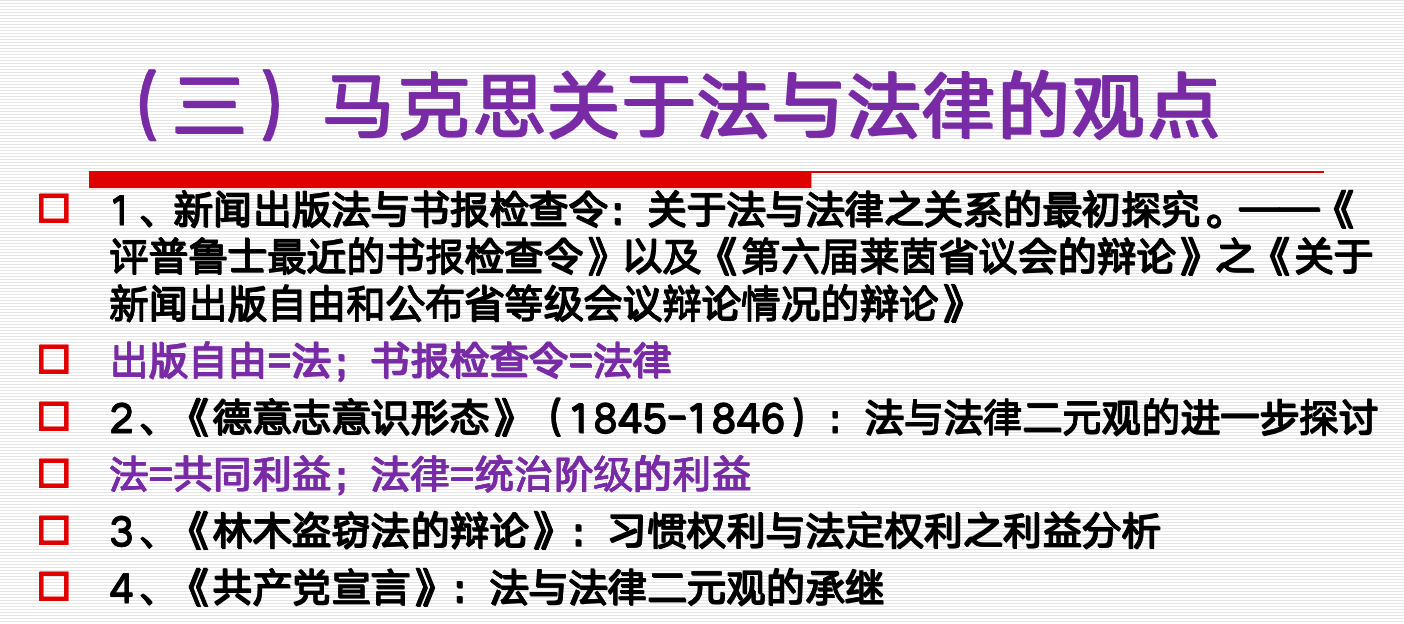 （三）马克思关于法与法律的观点
1、新闻出版法与书报检查令：关于法与法律之关系的最初探究。——《
评普鲁士最近的书报检查令》以及《第六届莱茵省议会的辩论》之《关于
新闻出版自由和公布省等级会议辩论情况的辩论》
出版自由=法；书报检查令=法律
2、《德意志意识形态》（1845-1846）：法与法律二元观的进一步探讨
法=共同利益；法律=统治阶级的利益
3、《林木盗窃法的辩论》：习惯权利与法定权利之利益分析
4、《共产党宣言》：法与法律二元观的承继